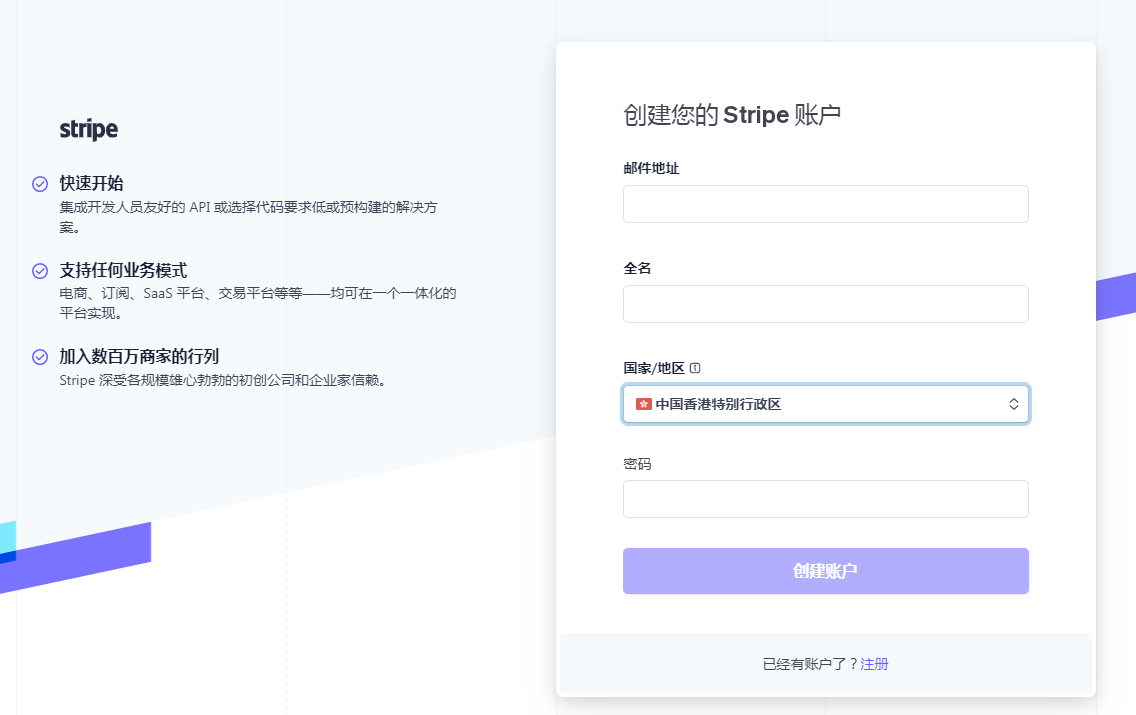 stripe
快速开始
集成开发人员友好的 API 或选择代码要求低或预构建的解决方
案。
支持任何业务模式
电商、订阅、SaaS 平台、交易平台等等——均可在一个一体化的
平台实现。
加入数百万商家的行列
Stripe 深受各规模雄心勃勃的初创公司和企业家信赖。
创建您的 Stripe 账户
邮件地址
全名
国家/地区
中国香港特别行政区
密码
创建账户
已经有账户了？注册